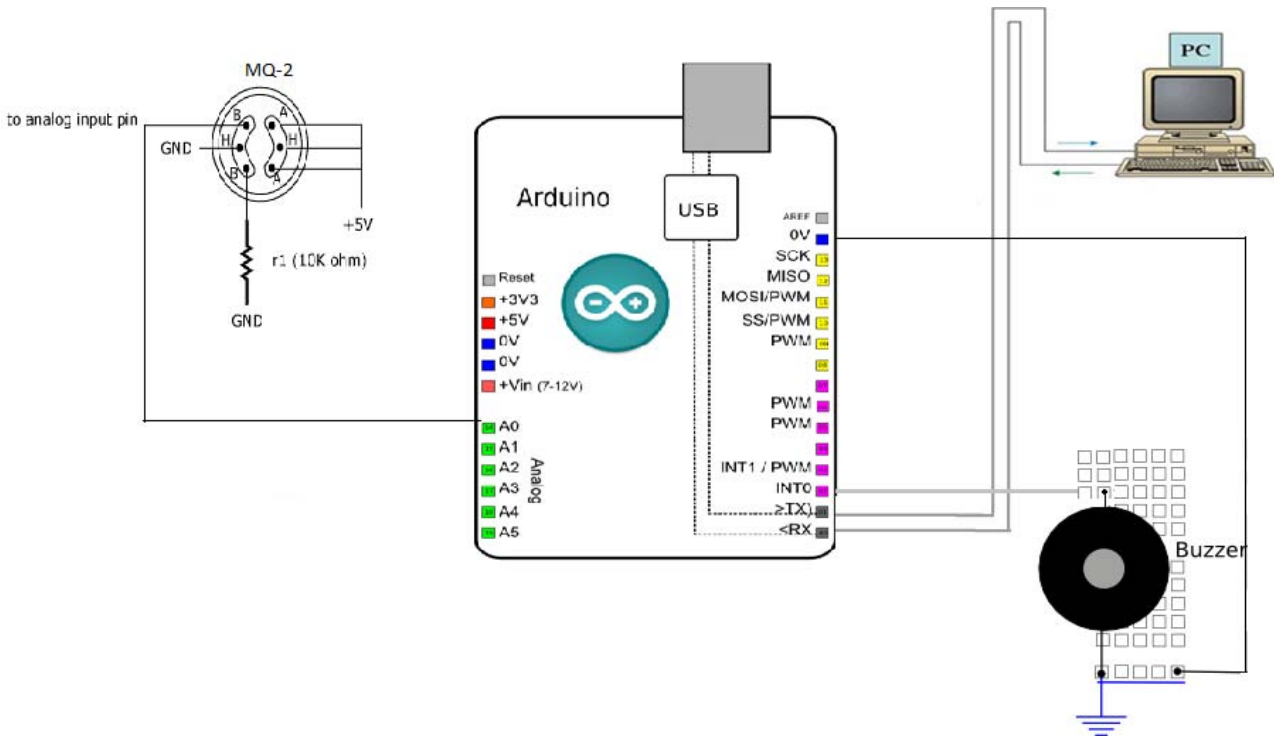 MQ-2
to analog input pin
B A
GND H H
B A
+5V
r1 (10K ohm)
GND
Arduino
USB
Reset
+3V3
+5V
0V
0V
+Vin (7-12V)
A0
A1
A2
A3
A4
A5
Analog
AREF
0V
SCK
MISO
MOSI/PWM
SS/PWM
PWM
PWM
PWM
INT1 / PWM
INT0
>TX)
<RX
PC
Buzzer